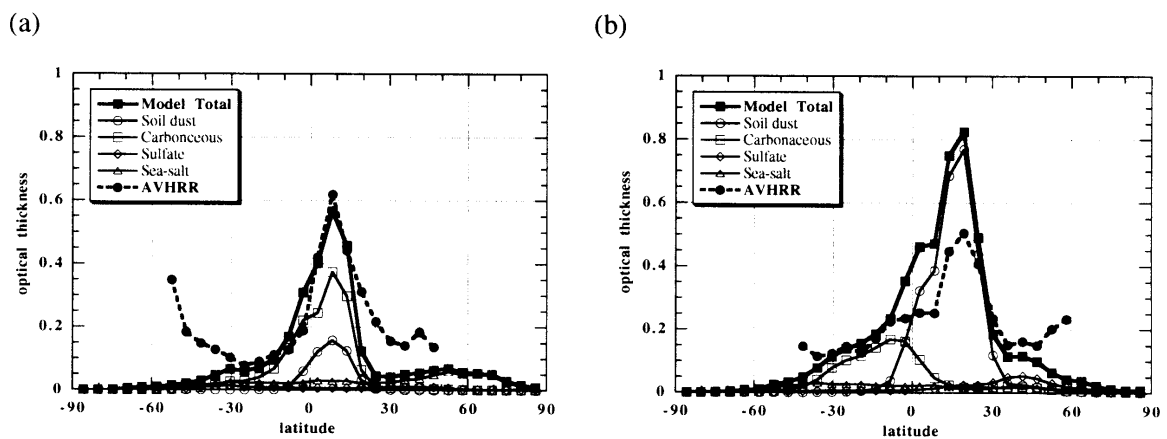 (a)
1
0.8
0.6
0.4
0.2
0
optical thickness
Model Total
Soil dust
Carbonceous
Sulfate
Sea-salt
AVHRR
-90
-60
-30
0
30
60
90
latitude
(b)
1
0.8
0.6
0.4
0.2
0
optical thickness
Model Total
Soil dust
Carbonaceous
Sulfate
Sea-salt
AVHRR
-90
-60
-30
0
30
60
90
latitude